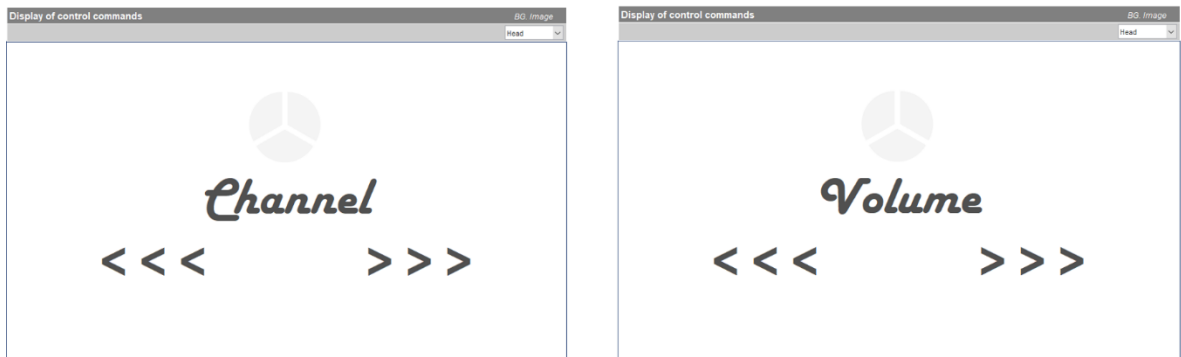 Display of control commands BG. Image
Head
Channel
< < < > > >
Display of control commands BG. Image
Head
Volume
< < < > > >